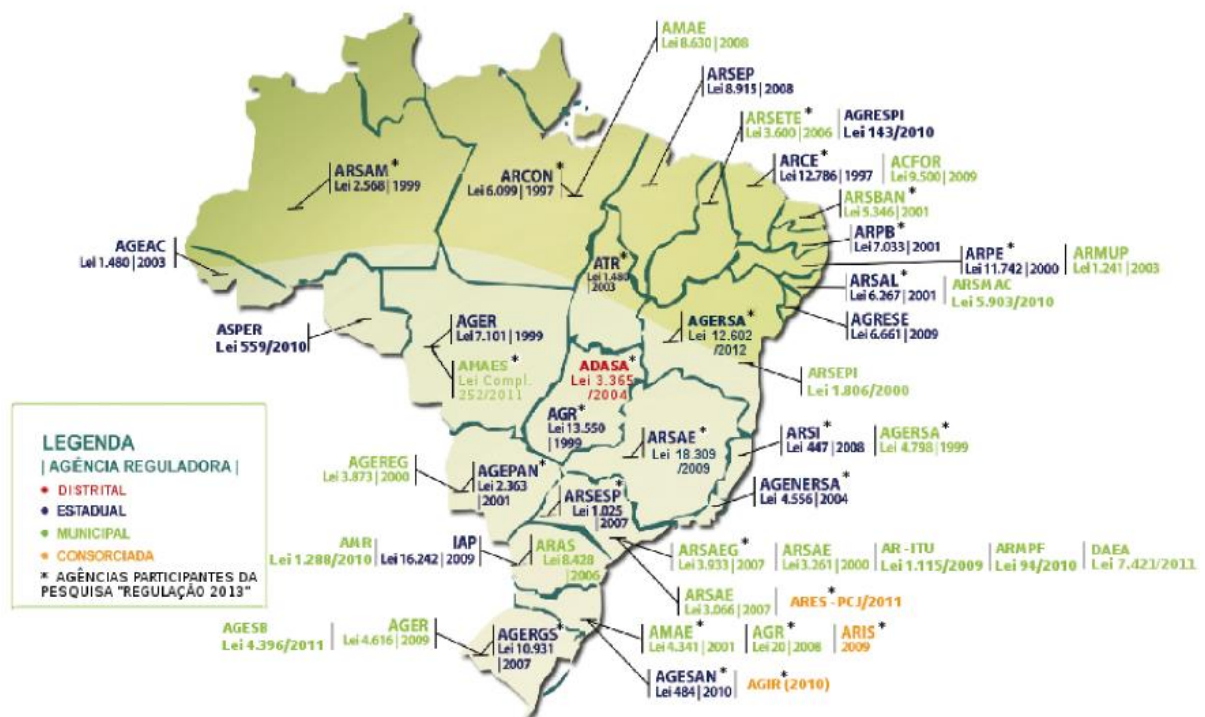 AMAE
Lei 8.630 | 2008
ARSEP
Lei 8.915 | 2008
ARSETE*
Lei 3.600 | 2006
AGRESPI
Lei 143/2010
ARSAM*
Lei 2.568 | 1999
ARCON*
Lei 6.099 | 1997
ARCE*
Lei 12.786 | 1997
ACFOR
Lei 9.500 | 2009
ARSBAN*
Lei 5.346 | 2001
AGEAC
Lei 1.480 | 2003
ARPB*
Lei 7.033 | 2001
ATR*
Lei 1.480
2003
ARPE*
Lei 11.742 | 2000
ARMUP
Lei 1.241 | 2003
ARSAL*
Lei 6.267 | 2001
ARSMAC
Lei 5.903/2010
ASPER
Lei 559/2010
AGER
Lei 7.101 | 1999
AGERSA*
Lei 12.602
/2012
AGRESE
Lei 6.661 | 2009
AHAES*
Lei Compl.
252/2011
ADASA*
Lei 3.365
/2004
ARSEPI
Lei 1.806/2000
AGR*
Lei 13.550
| 1999
ARSAE*
Lei 18.309
/2009
ARSI*
Lei 447 | 2008
AGERSA*
Lei 4.798 | 1999
LEGENDA
| AGÊNCIA REGULADORA |
• DISTRITAL
• ESTADUAL
• MUNICIPAL
• CONSORCIADA
* AGÊNCIAS PARTICIPANTES DA
PESQUISA "REGULAÇÃO 2013"
AGEREG
Lei 3.873 | 2000
AGEPAN*
Lei 2.363
2001
ARSESP*
Lei 1.025
2007
AGENERSA*
Lei 4.556 | 2004
AMR
Lei 1.288/2010
IAP
Lei 16.242 | 2009
ARAS
Lei 8.428
| 2006
ARSAEG*
Lei 3.933 | 2007
ARSAE
Lei 3.261 | 2000
AR-ITU
Lei 1.115/2009
ARMPF
Lei 94/2010
DAEA
Lei 7.421/2011
ARSAE
Lei 3.066 | 2007
ARES-PCJ/2011*
AGESB
Lei 4.396/2011
AGER
Lei 4.616 | 2009
AGERGS*
Lei 10.931
2007
AMAE*
Lei 4.341 | 2001
AGR*
Lei 20 | 2008
ARIS*
2009
AGESAN*
Lei 484 | 2010
AGIR* (2010)